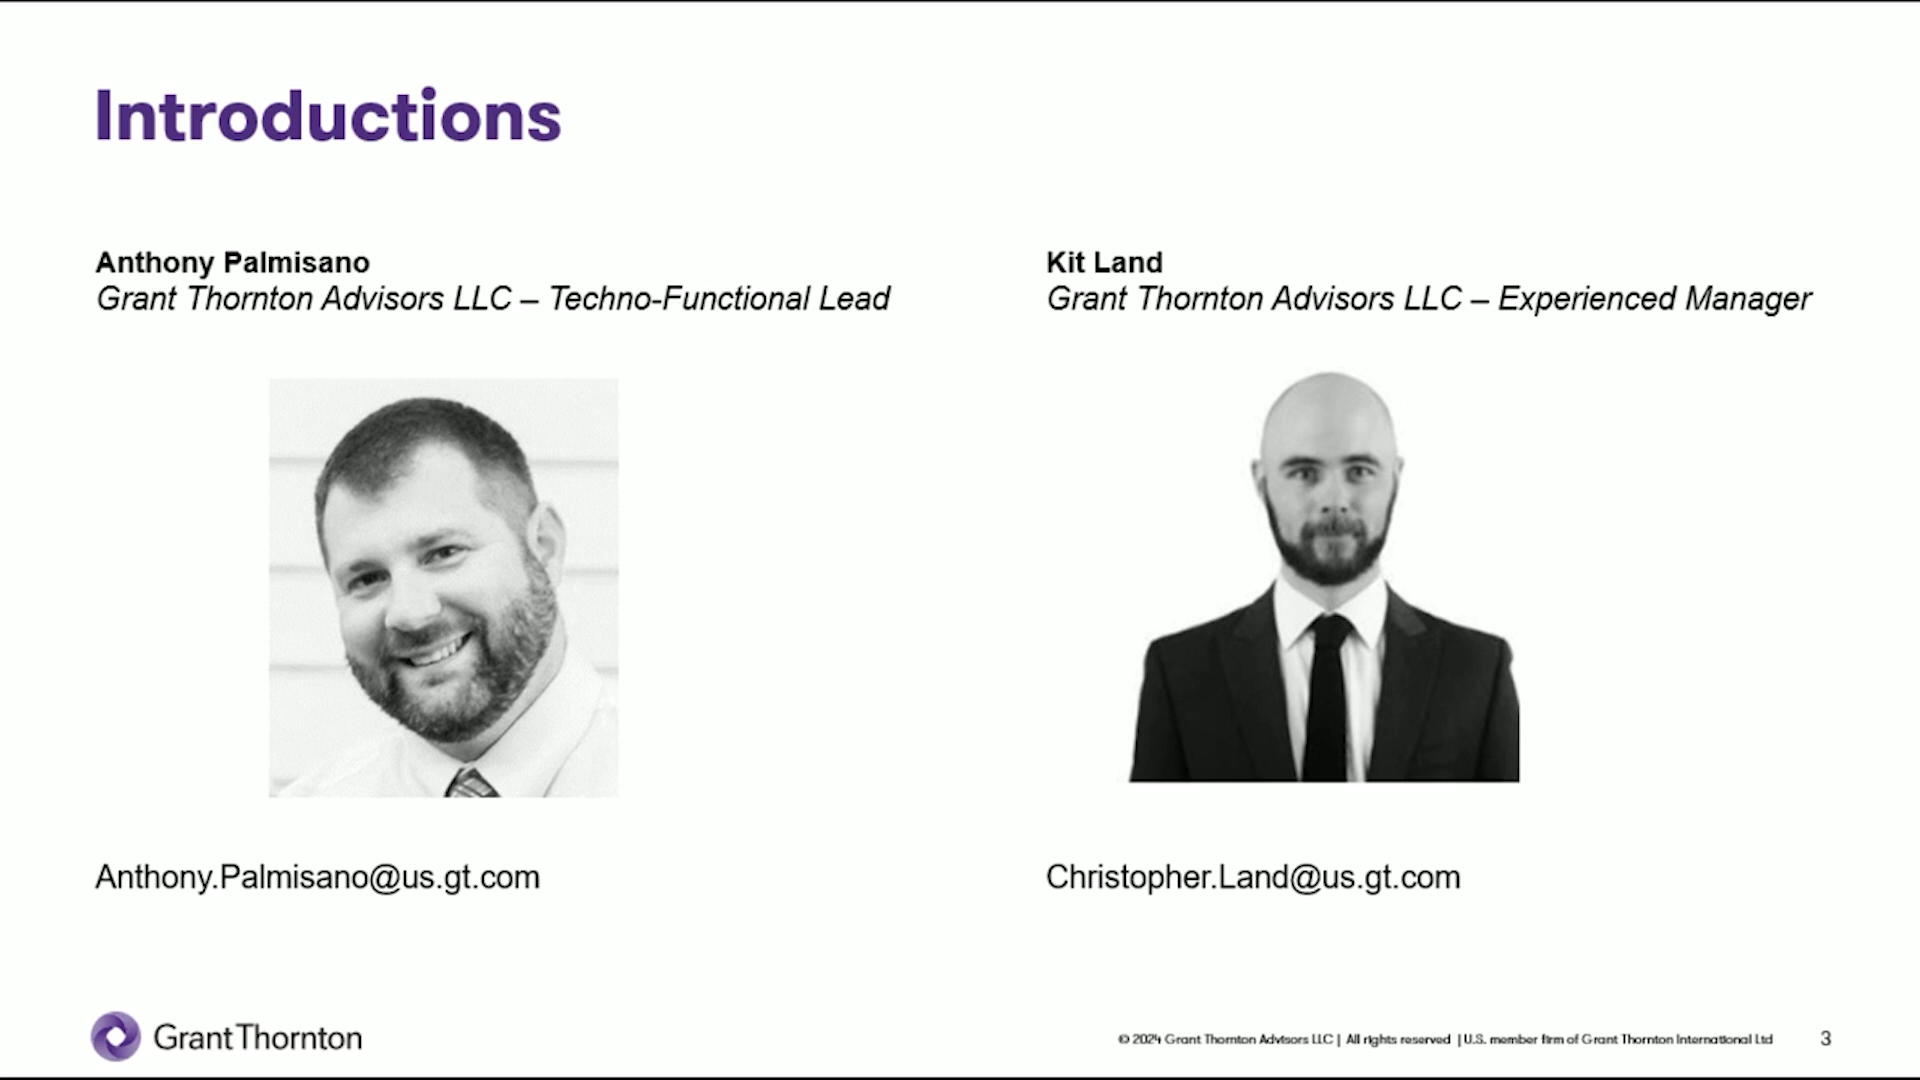 Introductions
Anthony Palmisano
Grant Thornton Advisors LLC – Techno-Functional Lead
Anthony.Palmisano@us.gt.com
Kit Land
Grant Thornton Advisors LLC – Experienced Manager
Christopher.Land@us.gt.com
Grant Thornton
© 2024 Grant Thornton Advisors LLC | All rights reserved | U.S. member firm of Grant Thornton International Ltd
3